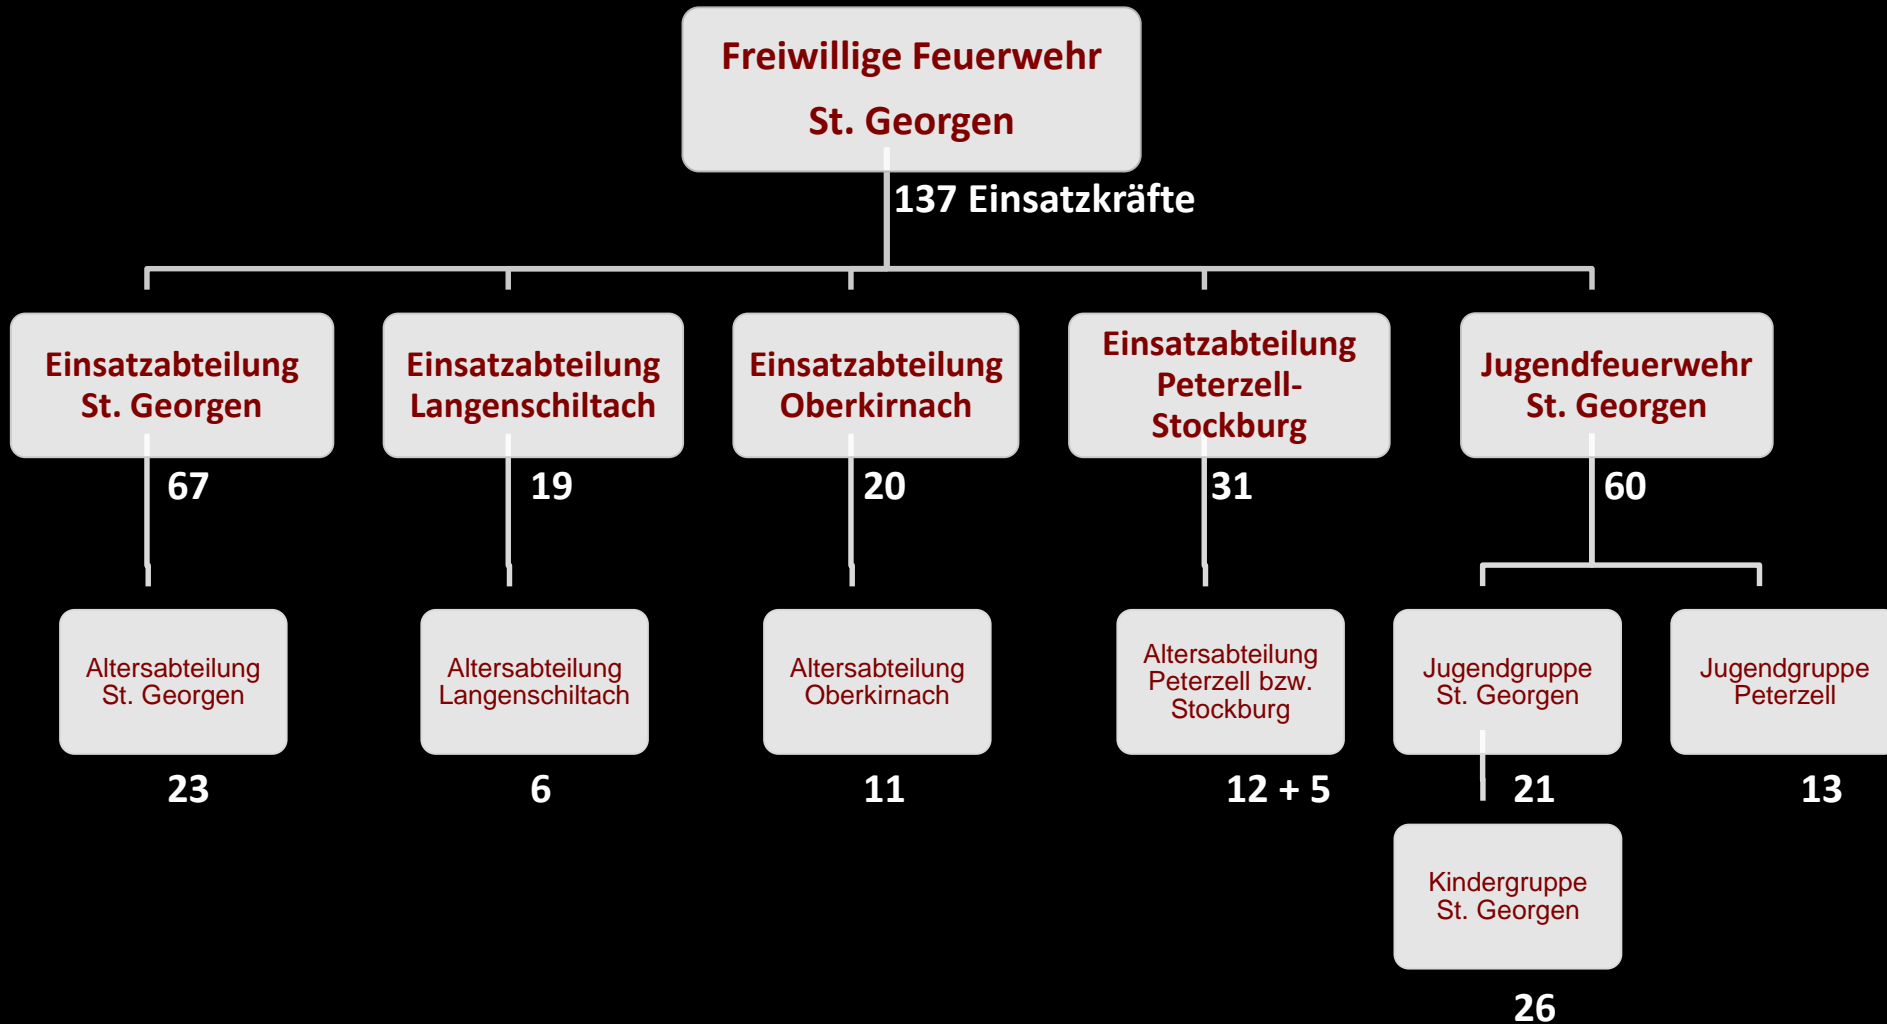 Freiwillige Feuerwehr
St. Georgen
137 Einsatzkräfte
Einsatzabteilung
St. Georgen
67
Einsatzabteilung
Langenschiltach
19
Einsatzabteilung
Oberkirnach
20
Einsatzabteilung
Peterzell-
Stockburg
31
Jugendfeuerwehr
St. Georgen
60
Altersabteilung
St. Georgen
23
Altersabteilung
Langenschiltach
6
Altersabteilung
Oberkirnach
11
Altersabteilung
Peterzell bzw.
Stockburg
12 + 5
Jugendgruppe
St. Georgen
21
Jugendgruppe
Peterzell
13
Kindergruppe
St. Georgen
26